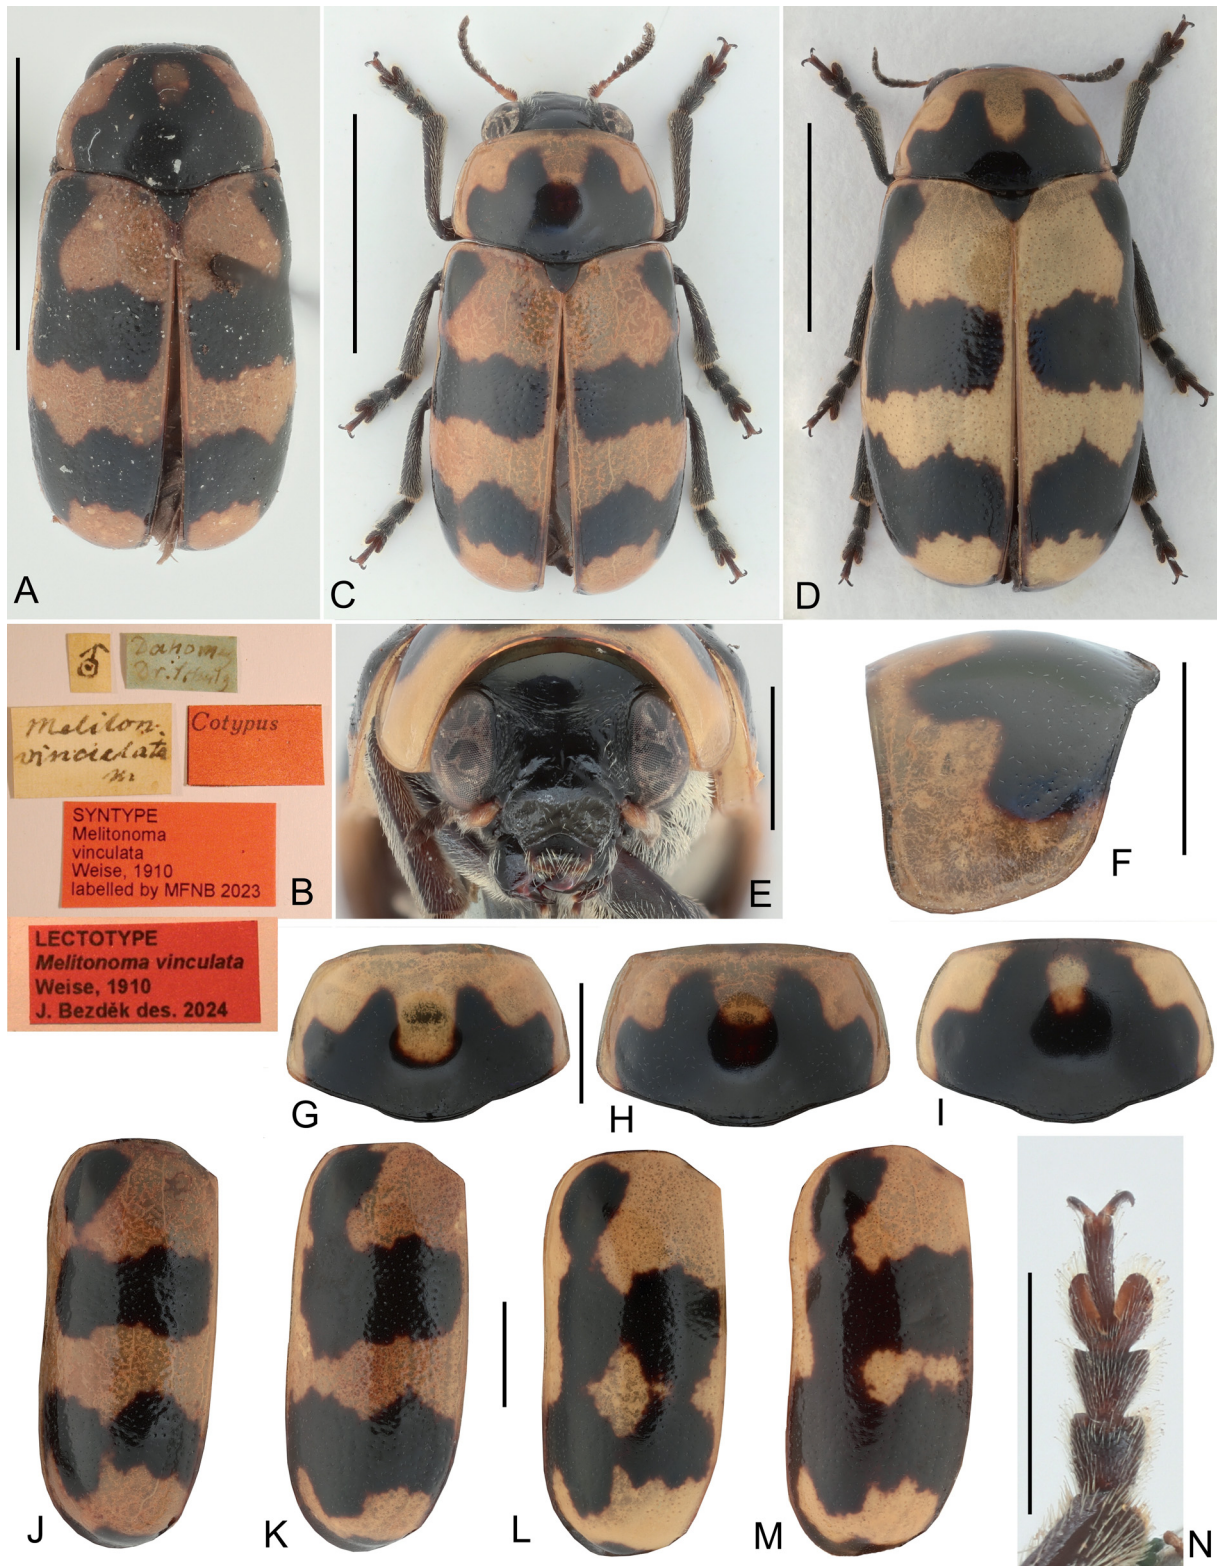 A
C
D
♂
Dahomey
Meliton.
vinculata
m
Cotypus
SYNTYPE
Melitonoma
vinculata
Weise, 1910
labelled by MFNB 2023
B
LECTOTYPE
Melitonoma vinculata
Weise, 1910
J. Bezděk des. 2024
E
F
G
H
I
J
K
L
M
N